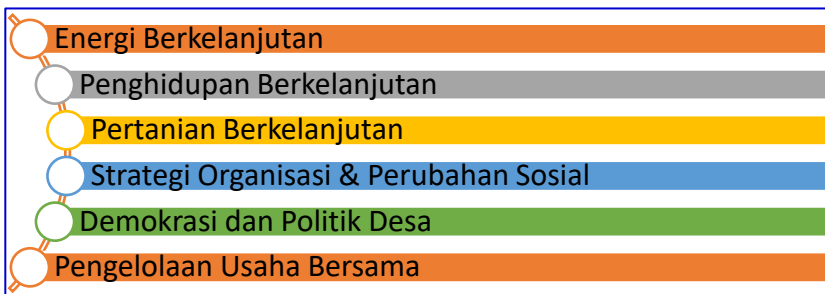 Energi Berkelanjutan
Penghidupan Berkelanjutan
Pertanian Berkelanjutan
Strategi Organisasi & Perubahan Sosial
Demokrasi dan Politik Desa
Pengelolaan Usaha Bersama